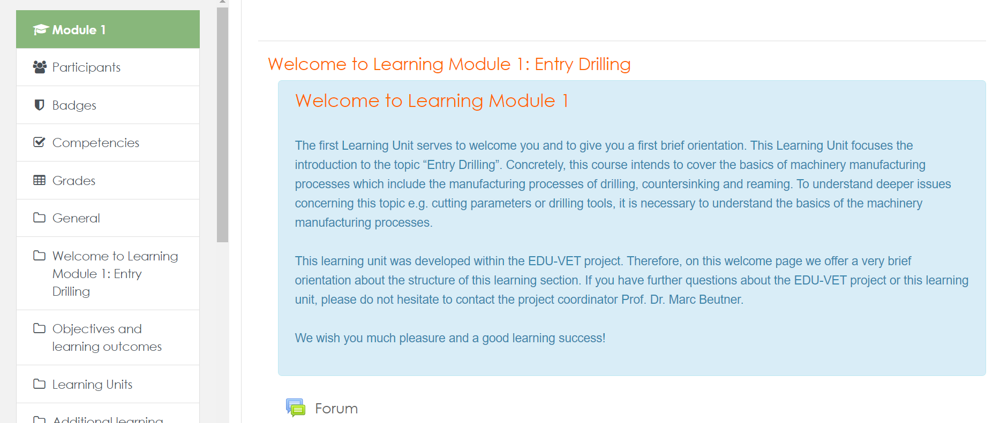 Module 1
Participants
Badges
Competencies
Grades
General
Welcome to Learning
Module 1: Entry
Drilling
Objectives and
learning outcomes
Learning Units
Additional learning
Welcome to Learning Module 1: Entry Drilling
Welcome to Learning Module 1
The first Learning Unit serves to welcome you and to give you a first brief orientation. This Learning Unit focuses the
introduction to the topic “Entry Drilling”. Concretely, this course intends to cover the basics of machinery manufacturing
processes which include the manufacturing processes of drilling, countersinking and reaming. To understand deeper issues
concerning this topic e.g. cutting parameters or drilling tools, it is necessary to understand the basics of the machinery
manufacturing processes.
This learning unit was developed within the EDU-VET project. Therefore, on this welcome page we offer a very brief
orientation about the structure of this learning section. If you have further questions about the EDU-VET project or this learning
unit, please do not hesitate to contact the project coordinator Prof. Dr. Marc Beutner.
We wish you much pleasure and a good learning success!
Forum